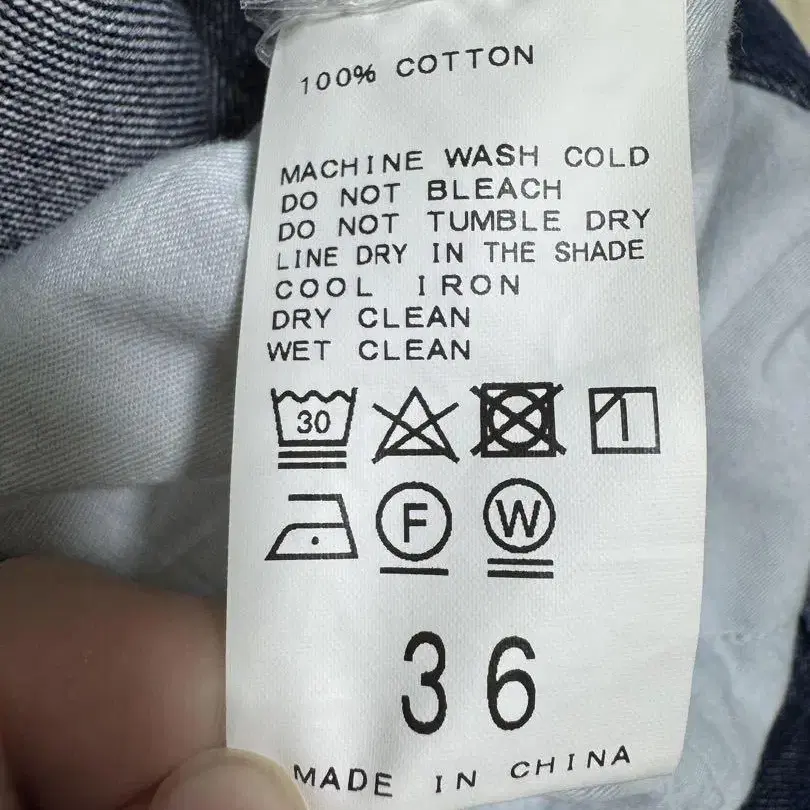 100% COTTON
MACHINE WASH COLD
DO NOT BLEACH
DO NOT TUMBLE DRY
LINE DRY IN THE SHADE
COOL IRON
DRY CLEAN
WET CLEAN
30
F W
36
MADE IN CHINA